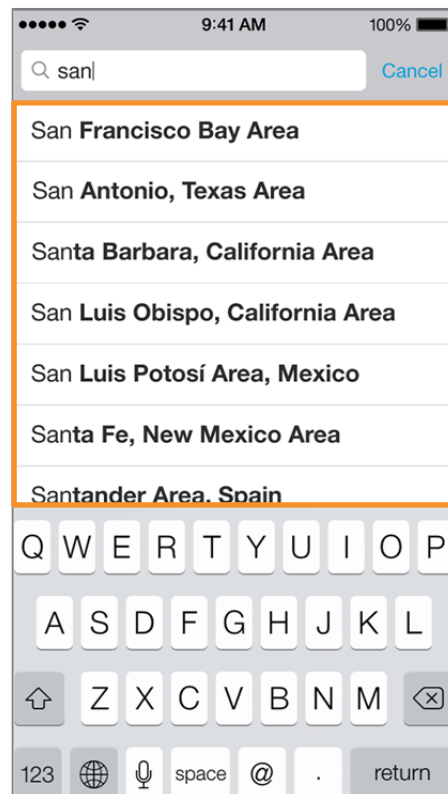 9:41 AM 100%
san Cancel
San Francisco Bay Area
San Antonio, Texas Area
Santa Barbara, California Area
San Luis Obispo, California Area
San Luis Potosí Area, Mexico
Santa Fe, New Mexico Area
Santander Area, Spain
Q W E R T Y U I O P
A S D F G H J K L
Z X C V B N M
123 space @ . return